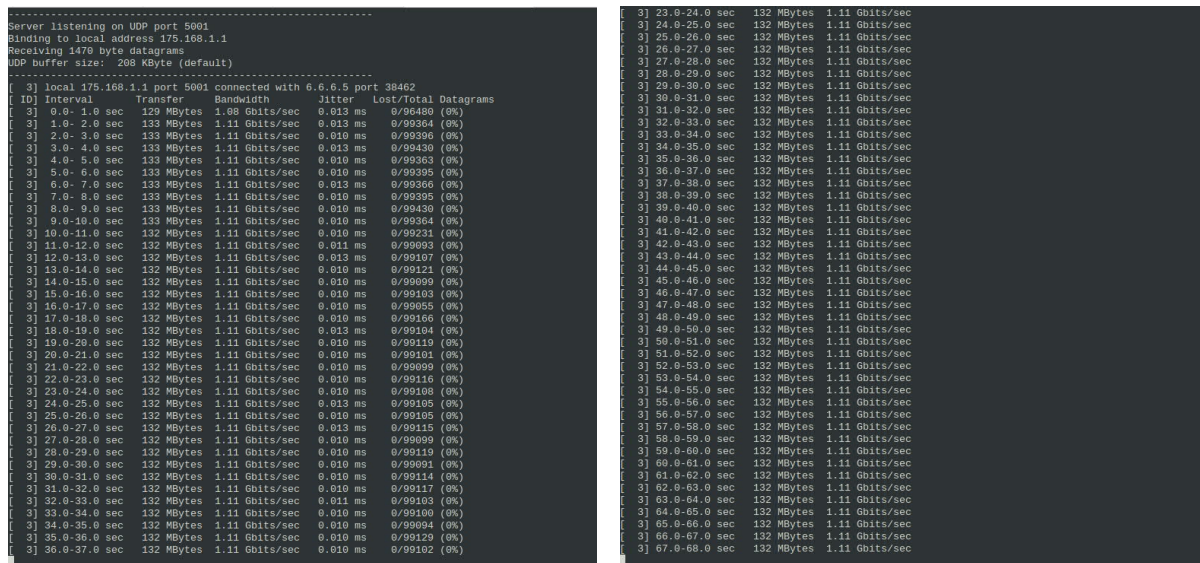 ------------------------------------------------------------
Server listening on UDP port 5001
Binding to local address 175.168.1.1
Receiving 1470 byte datagrams
UDP buffer size:  208 KByte (default)
------------------------------------------------------------
[  3] local 175.168.1.1 port 5001 connected with 6.6.6.5 port 38462
[ ID] Interval       Transfer     Bandwidth        Jitter   Lost/Total Datagrams
[  3]  0.0- 1.0 sec   129 MBytes  1.08 Gbits/sec   0.013 ms    0/96480 (0%)
[  3]  1.0- 2.0 sec   133 MBytes  1.11 Gbits/sec   0.013 ms    0/99364 (0%)
[  3]  2.0- 3.0 sec   133 MBytes  1.11 Gbits/sec   0.010 ms    0/99396 (0%)
[  3]  3.0- 4.0 sec   133 MBytes  1.11 Gbits/sec   0.013 ms    0/99430 (0%)
[  3]  4.0- 5.0 sec   133 MBytes  1.11 Gbits/sec   0.010 ms    0/99363 (0%)
[  3]  5.0- 6.0 sec   133 MBytes  1.11 Gbits/sec   0.010 ms    0/99395 (0%)
[  3]  6.0- 7.0 sec   133 MBytes  1.11 Gbits/sec   0.013 ms    0/99366 (0%)
[  3]  7.0- 8.0 sec   133 MBytes  1.11 Gbits/sec   0.010 ms    0/99395 (0%)
[  3]  8.0- 9.0 sec   133 MBytes  1.11 Gbits/sec   0.010 ms    0/99430 (0%)
[  3]  9.0-10.0 sec   133 MBytes  1.11 Gbits/sec   0.010 ms    0/99364 (0%)
[  3] 10.0-11.0 sec   132 MBytes  1.11 Gbits/sec   0.010 ms    0/99231 (0%)
[  3] 11.0-12.0 sec   132 MBytes  1.11 Gbits/sec   0.011 ms    0/99093 (0%)
[  3] 12.0-13.0 sec   132 MBytes  1.11 Gbits/sec   0.013 ms    0/99107 (0%)
[  3] 13.0-14.0 sec   132 MBytes  1.11 Gbits/sec   0.010 ms    0/99121 (0%)
[  3] 14.0-15.0 sec   132 MBytes  1.11 Gbits/sec   0.010 ms    0/99099 (0%)
[  3] 15.0-16.0 sec   132 MBytes  1.11 Gbits/sec   0.010 ms    0/99103 (0%)
[  3] 16.0-17.0 sec   132 MBytes  1.11 Gbits/sec   0.010 ms    0/99055 (0%)
[  3] 17.0-18.0 sec   132 MBytes  1.11 Gbits/sec   0.010 ms    0/99166 (0%)
[  3] 18.0-19.0 sec   132 MBytes  1.11 Gbits/sec   0.013 ms    0/99104 (0%)
[  3] 19.0-20.0 sec   132 MBytes  1.11 Gbits/sec   0.010 ms    0/99119 (0%)
[  3] 20.0-21.0 sec   132 MBytes  1.11 Gbits/sec   0.010 ms    0/99101 (0%)
[  3] 21.0-22.0 sec   132 MBytes  1.11 Gbits/sec   0.010 ms    0/99099 (0%)
[  3] 22.0-23.0 sec   132 MBytes  1.11 Gbits/sec   0.010 ms    0/99116 (0%)
[  3] 23.0-24.0 sec   132 MBytes  1.11 Gbits/sec   0.010 ms    0/99108 (0%)
[  3] 24.0-25.0 sec   132 MBytes  1.11 Gbits/sec   0.013 ms    0/99105 (0%)
[  3] 25.0-26.0 sec   132 MBytes  1.11 Gbits/sec   0.010 ms    0/99105 (0%)
[  3] 26.0-27.0 sec   132 MBytes  1.11 Gbits/sec   0.013 ms    0/99115 (0%)
[  3] 27.0-28.0 sec   132 MBytes  1.11 Gbits/sec   0.010 ms    0/99099 (0%)
[  3] 28.0-29.0 sec   132 MBytes  1.11 Gbits/sec   0.010 ms    0/99119 (0%)
[  3] 29.0-30.0 sec   132 MBytes  1.11 Gbits/sec   0.010 ms    0/99091 (0%)
[  3] 30.0-31.0 sec   132 MBytes  1.11 Gbits/sec   0.010 ms    0/99114 (0%)
[  3] 31.0-32.0 sec   132 MBytes  1.11 Gbits/sec   0.010 ms    0/99117 (0%)
[  3] 32.0-33.0 sec   132 MBytes  1.11 Gbits/sec   0.011 ms    0/99103 (0%)
[  3] 33.0-34.0 sec   132 MBytes  1.11 Gbits/sec   0.010 ms    0/99100 (0%)
[  3] 34.0-35.0 sec   132 MBytes  1.11 Gbits/sec   0.010 ms    0/99094 (0%)
[  3] 35.0-36.0 sec   132 MBytes  1.11 Gbits/sec   0.010 ms    0/99129 (0%)
[  3] 36.0-37.0 sec   132 MBytes  1.11 Gbits/sec   0.010 ms    0/99102 (0%)
[  3] 23.0-24.0 sec   132 MBytes  1.11 Gbits/sec
[  3] 24.0-25.0 sec   132 MBytes  1.11 Gbits/sec
[  3] 25.0-26.0 sec   132 MBytes  1.11 Gbits/sec
[  3] 26.0-27.0 sec   132 MBytes  1.11 Gbits/sec
[  3] 27.0-28.0 sec   132 MBytes  1.11 Gbits/sec
[  3] 28.0-29.0 sec   132 MBytes  1.11 Gbits/sec
[  3] 29.0-30.0 sec   132 MBytes  1.11 Gbits/sec
[  3] 30.0-31.0 sec   132 MBytes  1.11 Gbits/sec
[  3] 31.0-32.0 sec   132 MBytes  1.11 Gbits/sec
[  3] 32.0-33.0 sec   132 MBytes  1.11 Gbits/sec
[  3] 33.0-34.0 sec   132 MBytes  1.11 Gbits/sec
[  3] 34.0-35.0 sec   132 MBytes  1.11 Gbits/sec
[  3] 35.0-36.0 sec   132 MBytes  1.11 Gbits/sec
[  3] 36.0-37.0 sec   132 MBytes  1.11 Gbits/sec
[  3] 37.0-38.0 sec   132 MBytes  1.11 Gbits/sec
[  3] 38.0-39.0 sec   132 MBytes  1.11 Gbits/sec
[  3] 39.0-40.0 sec   132 MBytes  1.11 Gbits/sec
[  3] 40.0-41.0 sec   132 MBytes  1.11 Gbits/sec
[  3] 41.0-42.0 sec   132 MBytes  1.11 Gbits/sec
[  3] 42.0-43.0 sec   132 MBytes  1.11 Gbits/sec
[  3] 43.0-44.0 sec   132 MBytes  1.11 Gbits/sec
[  3] 44.0-45.0 sec   132 MBytes  1.11 Gbits/sec
[  3] 45.0-46.0 sec   132 MBytes  1.11 Gbits/sec
[  3] 46.0-47.0 sec   132 MBytes  1.11 Gbits/sec
[  3] 47.0-48.0 sec   132 MBytes  1.11 Gbits/sec
[  3] 48.0-49.0 sec   132 MBytes  1.11 Gbits/sec
[  3] 49.0-50.0 sec   132 MBytes  1.11 Gbits/sec
[  3] 50.0-51.0 sec   132 MBytes  1.11 Gbits/sec
[  3] 51.0-52.0 sec   132 MBytes  1.11 Gbits/sec
[  3] 52.0-53.0 sec   132 MBytes  1.11 Gbits/sec
[  3] 53.0-54.0 sec   132 MBytes  1.11 Gbits/sec
[  3] 54.0-55.0 sec   132 MBytes  1.11 Gbits/sec
[  3] 55.0-56.0 sec   132 MBytes  1.11 Gbits/sec
[  3] 56.0-57.0 sec   132 MBytes  1.11 Gbits/sec
[  3] 57.0-58.0 sec   132 MBytes  1.11 Gbits/sec
[  3] 58.0-59.0 sec   132 MBytes  1.11 Gbits/sec
[  3] 59.0-60.0 sec   132 MBytes  1.11 Gbits/sec
[  3] 60.0-61.0 sec   132 MBytes  1.11 Gbits/sec
[  3] 61.0-62.0 sec   132 MBytes  1.11 Gbits/sec
[  3] 62.0-63.0 sec   132 MBytes  1.11 Gbits/sec
[  3] 63.0-64.0 sec   132 MBytes  1.11 Gbits/sec
[  3] 64.0-65.0 sec   132 MBytes  1.11 Gbits/sec
[  3] 65.0-66.0 sec   132 MBytes  1.11 Gbits/sec
[  3] 66.0-67.0 sec   132 MBytes  1.11 Gbits/sec
[  3] 67.0-68.0 sec   132 MBytes  1.11 Gbits/sec